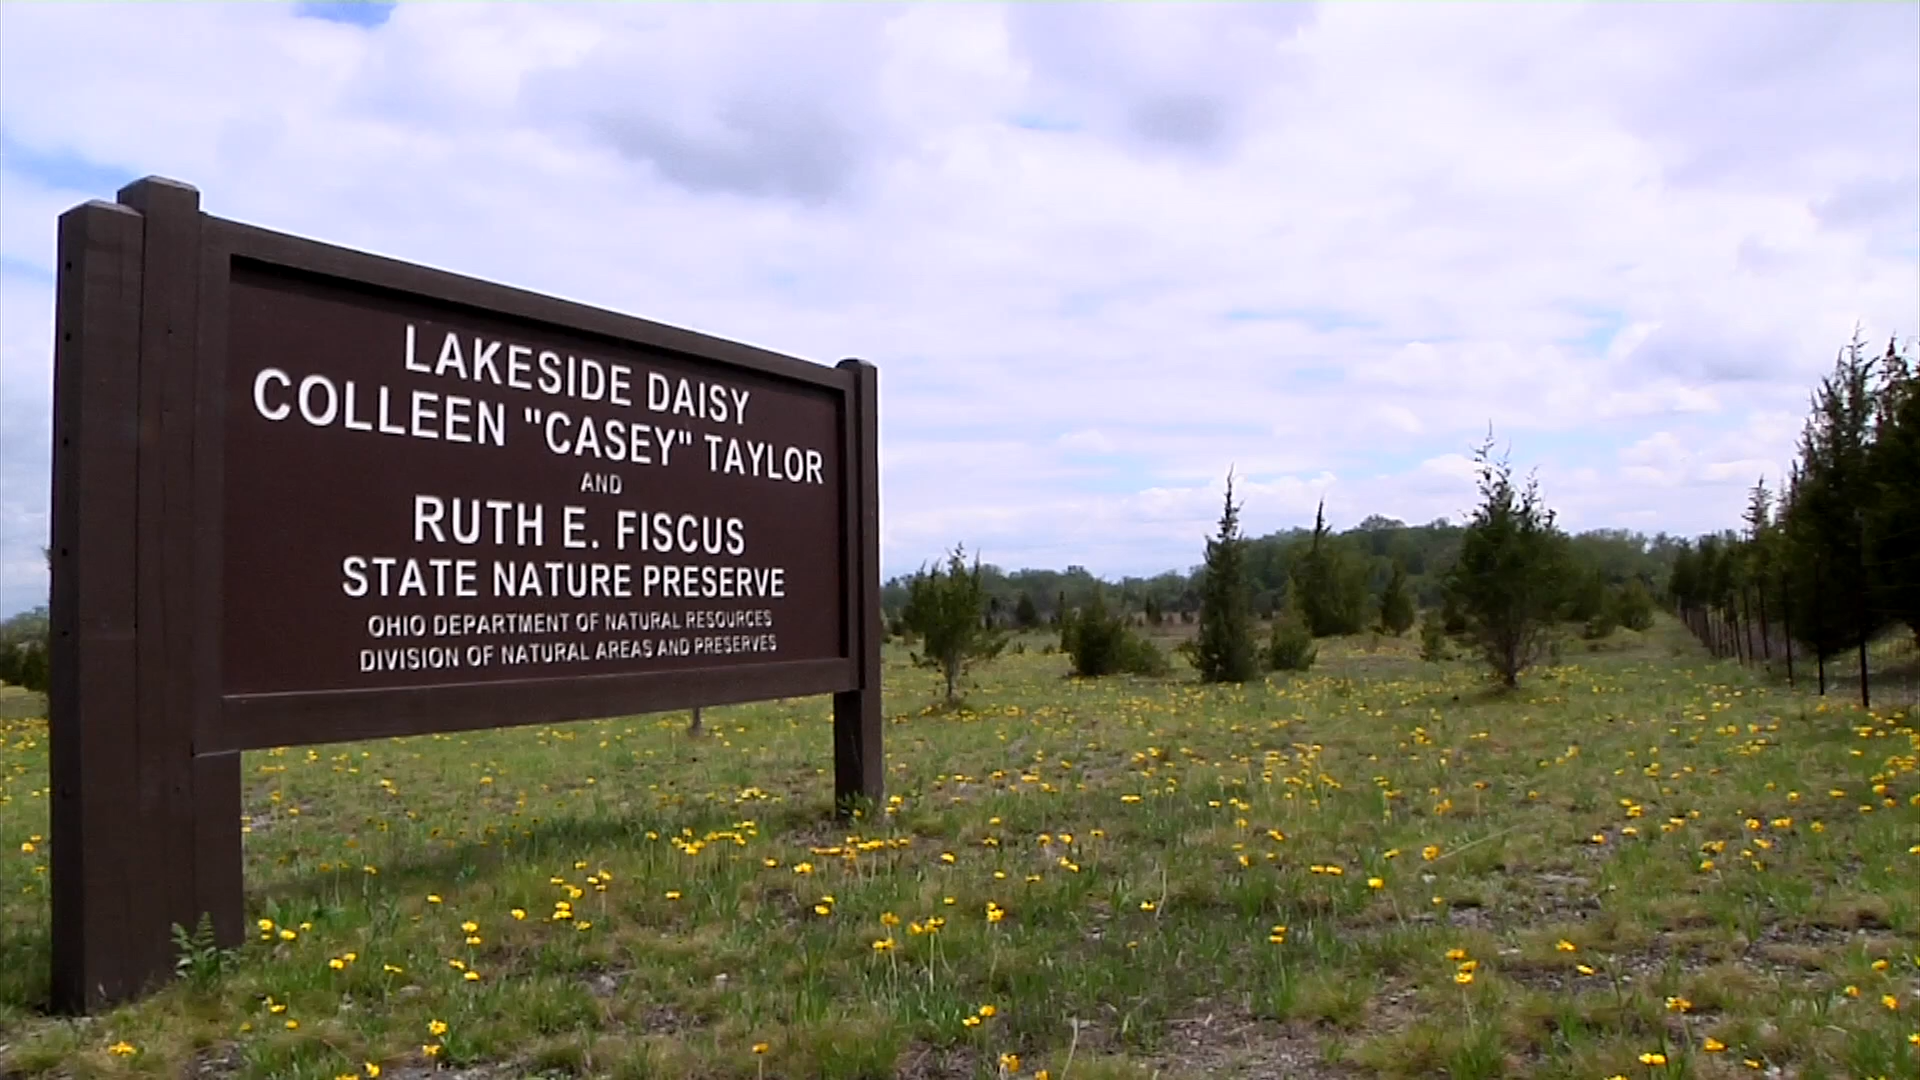 LAKESIDE DAISY
COLLEEN "CASEY" TAYLOR
AND
RUTH E. FISCUS
STATE NATURE PRESERVE
OHIO DEPARTMENT OF NATURAL RESOURCES
DIVISION OF NATURAL AREAS AND PRESERVES